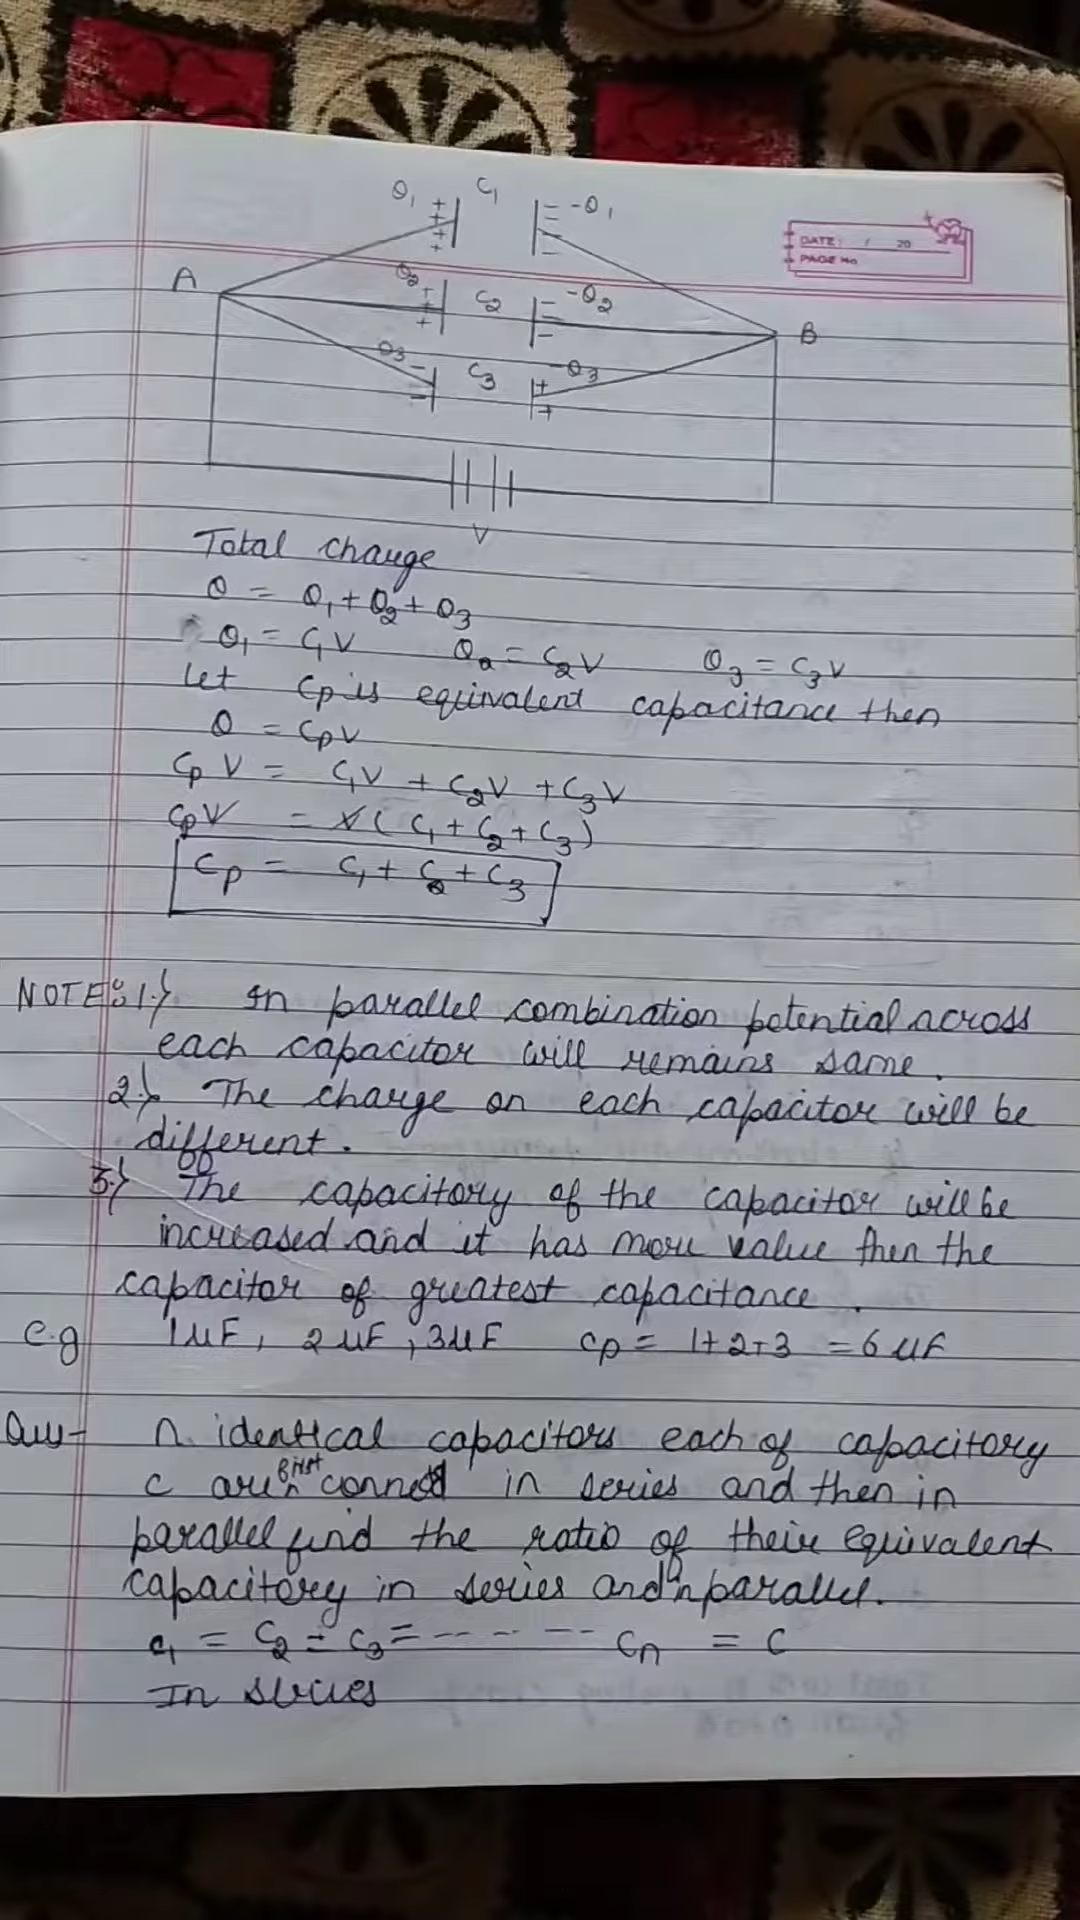 Q₁ C₁ -Q₁
DATE: / 20
PAGE No.
A Q₂ C₂ -Q₂ B
Q₃ C₃ -Q₃
V
Total charge
Q = Q₁ + Q₂ + Q₃
Q₁ = C₁V Q₂ = C₂V Q₃ = C₃V
Let Cp is equivalent capacitance then
Q = CpV
Cp V = C₁V + C₂V + C₃V
CpV = V ( C₁ + C₂ + C₃ )
Cp = C₁ + C₂ + C₃
NOTE:- 1.} In parallel combination potential across
each capacitor will remains same.
2.} The charge on each capacitor will be
different.
3.} The capacitory of the capacitor will be
increased and it has more value then the
capacitor of greatest capacitance.
e.g 1μF, 2μF, 3μF Cp = 1+2+3 = 6μF
Que- n identical capacitors each of capacitory
C are first conned in series and then in
parallel find the ratio of their equivalent
capacitory in series and in parallel.
C₁ = C₂ = C₃ = - - - - - - Cn = C
In series